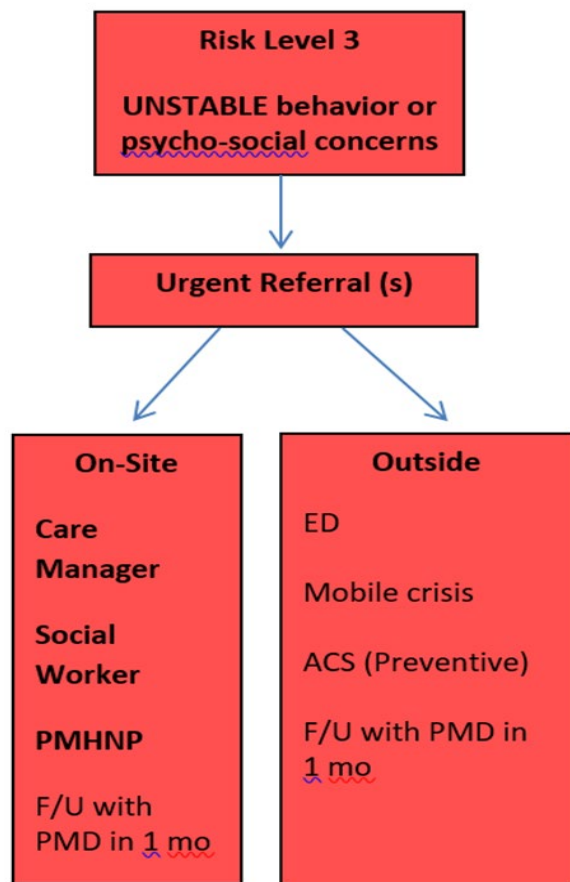 Risk Level 3
UNSTABLE behavior or
psycho-social concerns
Urgent Referral (s)
On-Site
Care
Manager
Social
Worker
PMHNP
F/U with
PMD in 1 mo
Outside
ED
Mobile crisis
ACS (Preventive)
F/U with PMD in
1 mo